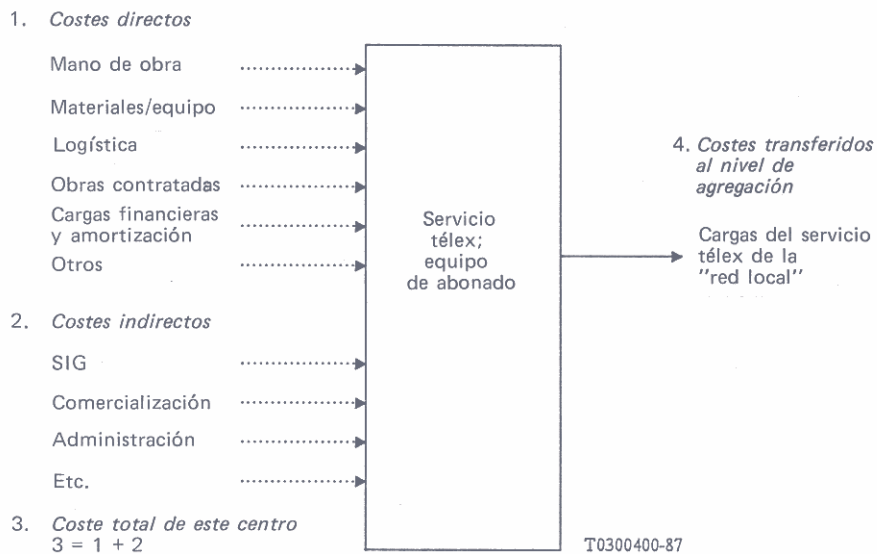 1. Costes directos
Mano de obra
Materiales/equipo
Logística
Obras contratadas
Cargas financieras
y amortización
Otros
2. Costes indirectos
SIG
Comercialización
Administración
Etc.
3. Coste total de este centro
3 = 1 + 2
Servicio
télex;
equipo
de abonado
4. Costes transferidos
al nivel de
agregación
Cargas del servicio
télex de la
"red local"
T0300400-87